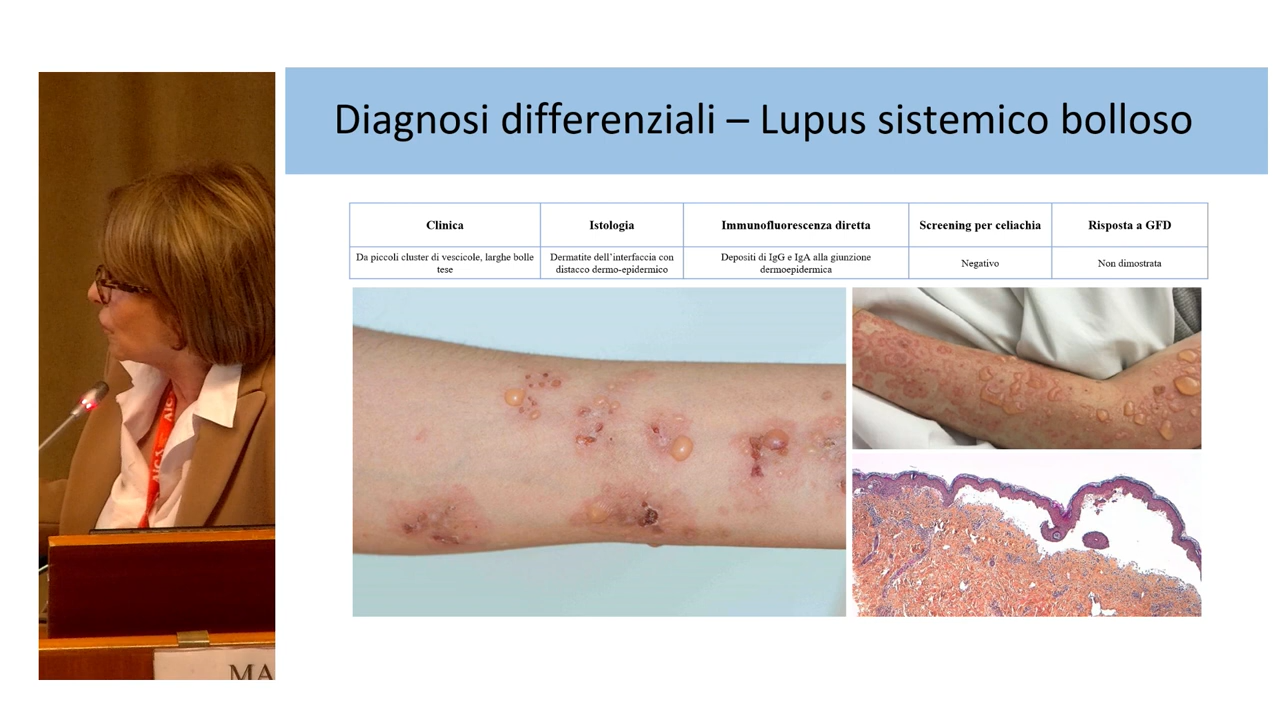 Diagnosi differenziali – Lupus sistemico bolloso
Clinica
Istologia
Immunofluorescenza diretta
Screening per celiachia
Risposta a GFD
Da piccoli cluster di vescicole, larghe bolle
tese
Dermatite dell'interfaccia con
distacco dermo-epidermico
Depositi di IgG e IgA alla giunzione
dermoepidermica
Negativo
Non dimostrata
AIC
AIC
MA